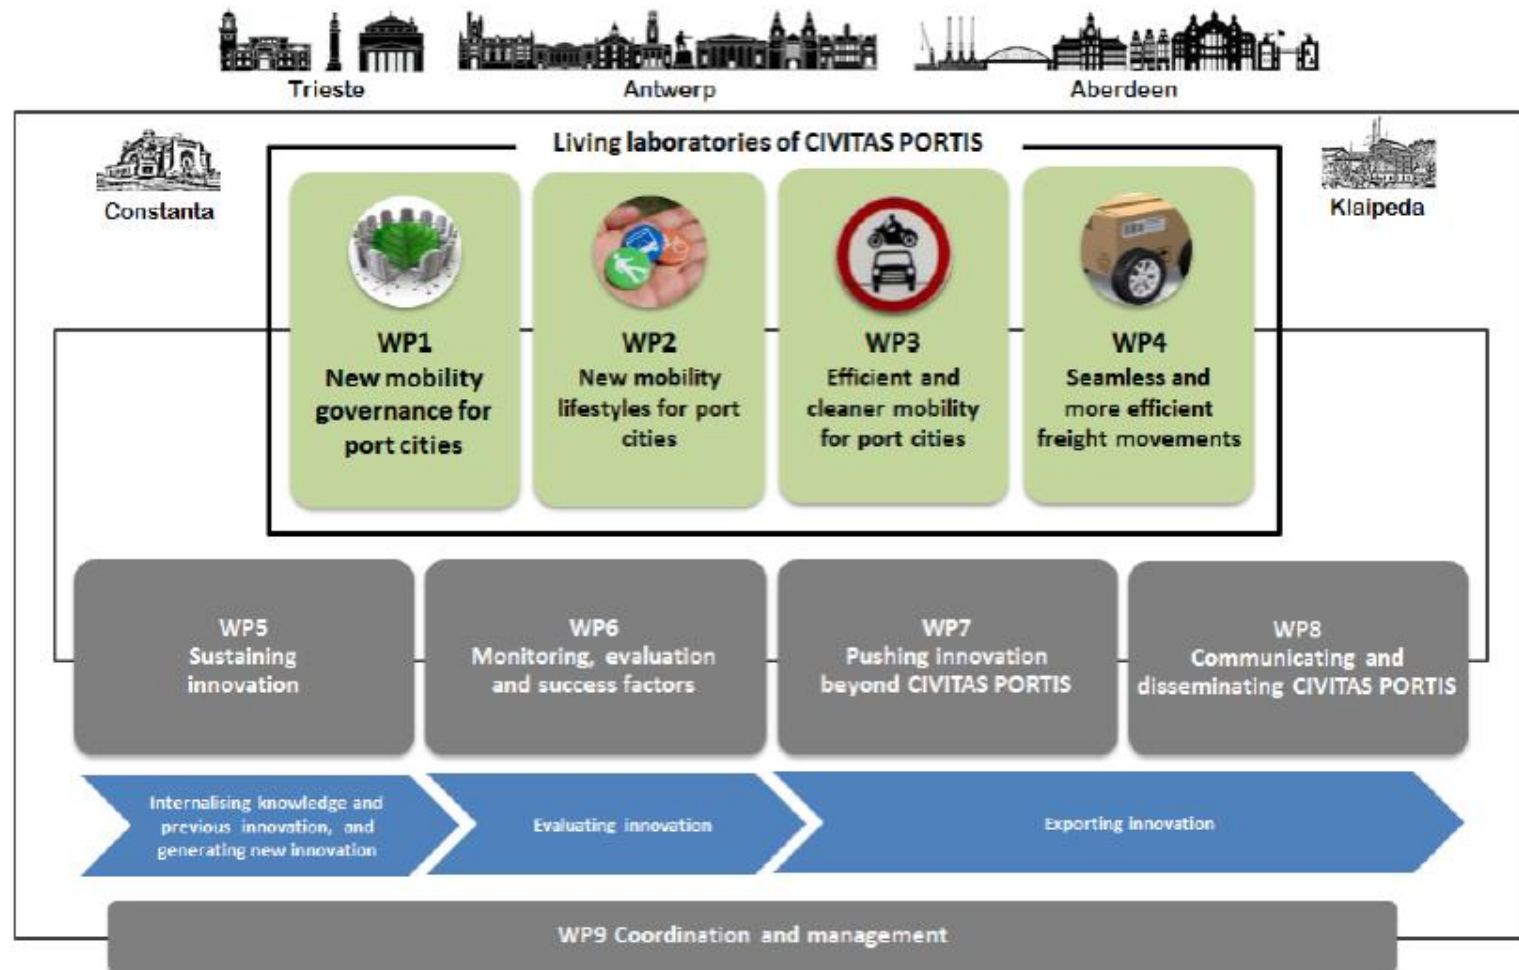 Trieste
Antwerp
Aberdeen
Constanta
Living laboratories of CIVITAS PORTIS
Klaipeda
WP1
New mobility
governance for
port cities
WP2
New mobility
lifestyles for port
cities
WP3
Efficient and
cleaner mobility
for port cities
WP4
Seamless and
more efficient
freight movements
WP5
Sustaining
innovation
WP6
Monitoring, evaluation
and success factors
WP7
Pushing innovation
beyond CIVITAS PORTIS
WP8
Communicating and
disseminating CIVITAS PORTIS
Internalising knowledge and
previous innovation, and
generating new innovation
Evaluating innovation
Exporting innovation
WP9 Coordination and management